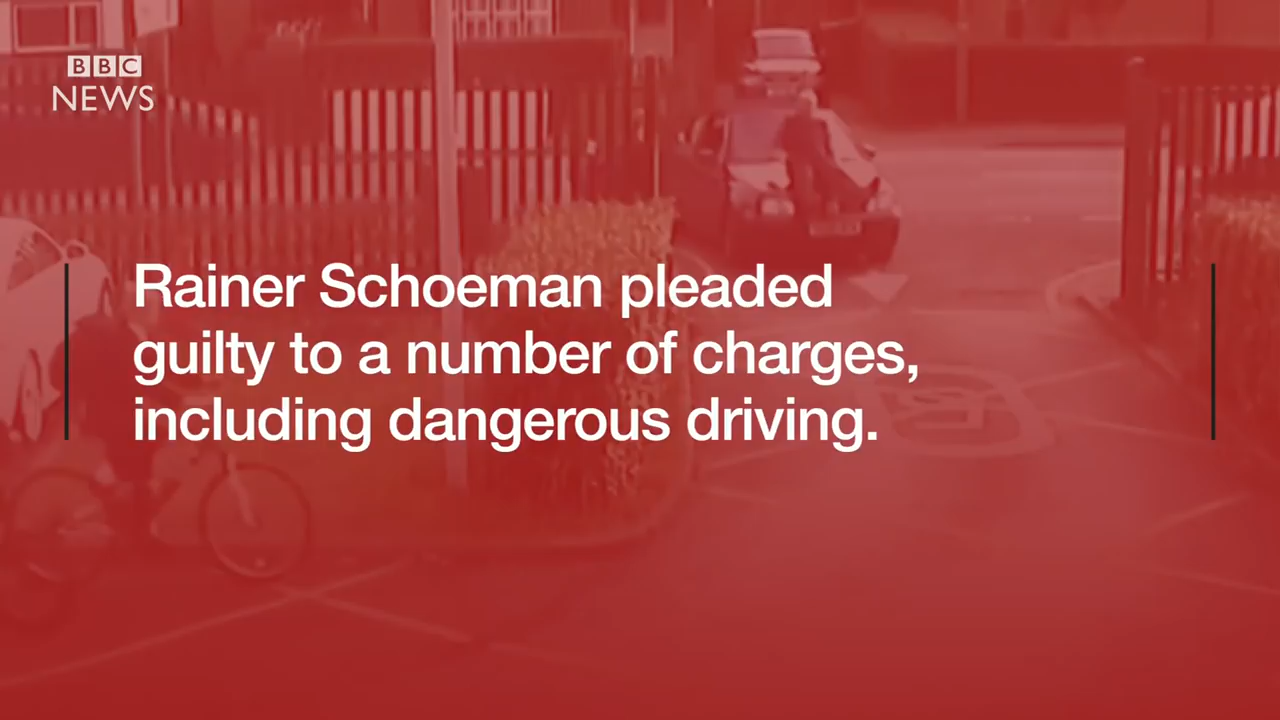 BBC
NEWS
Rainer Schoeman pleaded
guilty to a number of charges,
including dangerous driving.